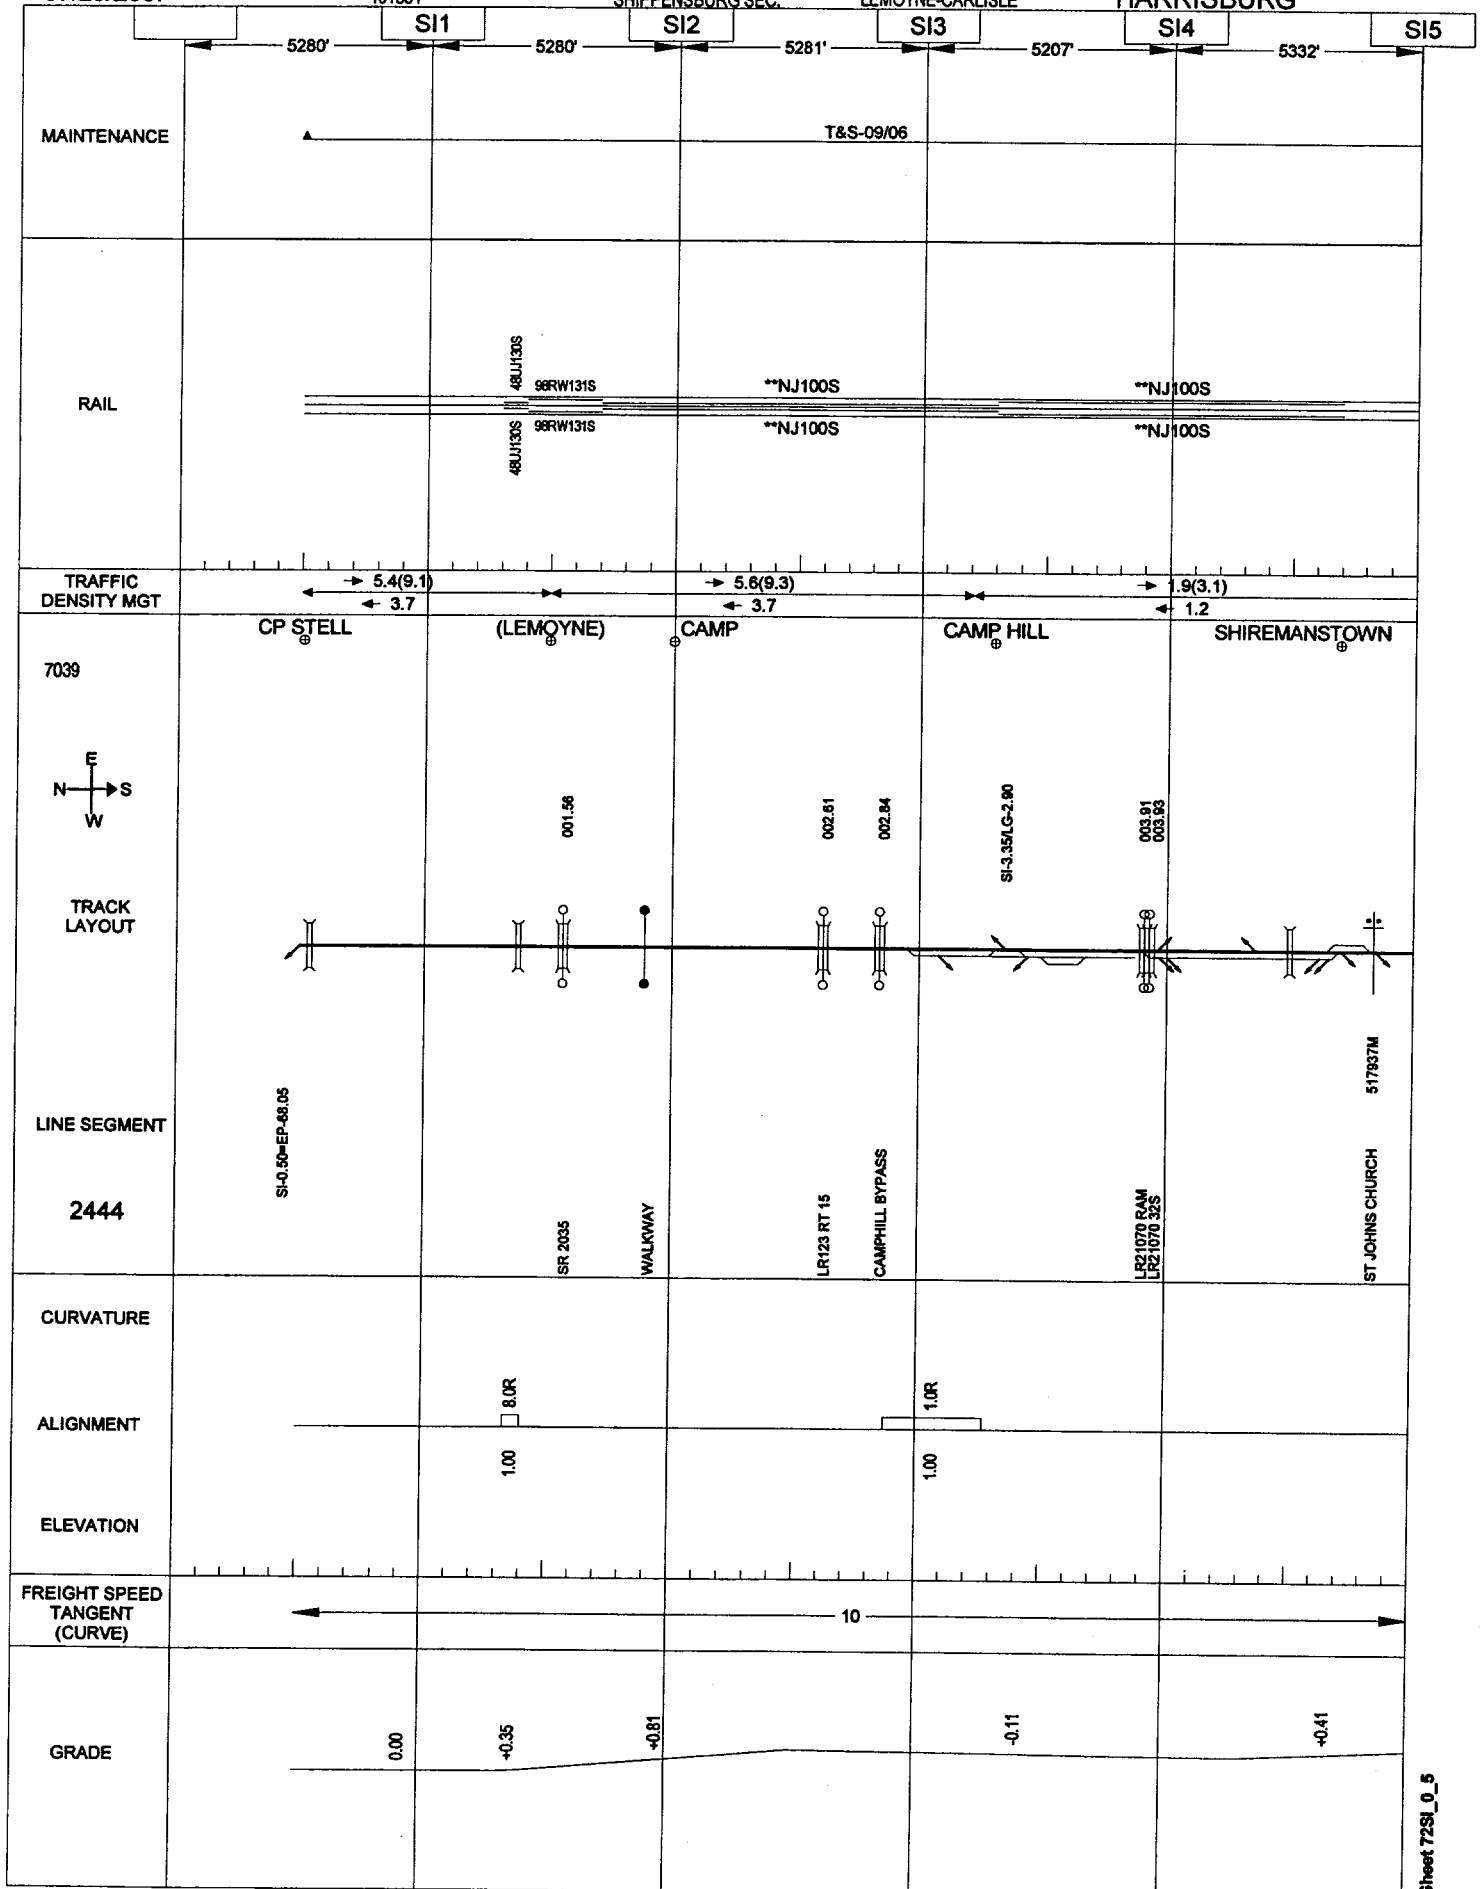 SHIPPENSBURG SEC. LEMOYNE-CARLISLE HARRISBURG
SI1 SI2 SI3 SI4 SI5
5280' 5280' 5281' 5207' 5332'
MAINTENANCE
T&S-09/06
RAIL
48UJ130S 98RW131S **NJ100S **NJ100S
48UJ130S 98RW131S **NJ100S **NJ100S
TRAFFIC
DENSITY MGT
5.4(9.1) 5.6(9.3) 1.9(3.1)
3.7 3.7 1.2
CP STELL (LEMOYNE) CAMP CAMP HILL SHIREMANSTOWN
7039
E
N S
W
001.56 002.61 002.84 SI-3.35/LG-2.90 003.91 003.93
TRACK
LAYOUT
LINE SEGMENT
2444
SI-0.50=EP-68.05
517937M
SR 2035
WALKWAY
LR123 RT 15
CAMPHILL BYPASS
LR21070 RAM
LR21070 32S
ST JOHNS CHURCH
CURVATURE
8.0R 1.0R
ALIGNMENT
1.00 1.00
ELEVATION
FREIGHT SPEED
TANGENT
(CURVE)
10
GRADE
0.00 +0.35 +0.81 -0.11 +0.41
Sheet 72SI_0_5